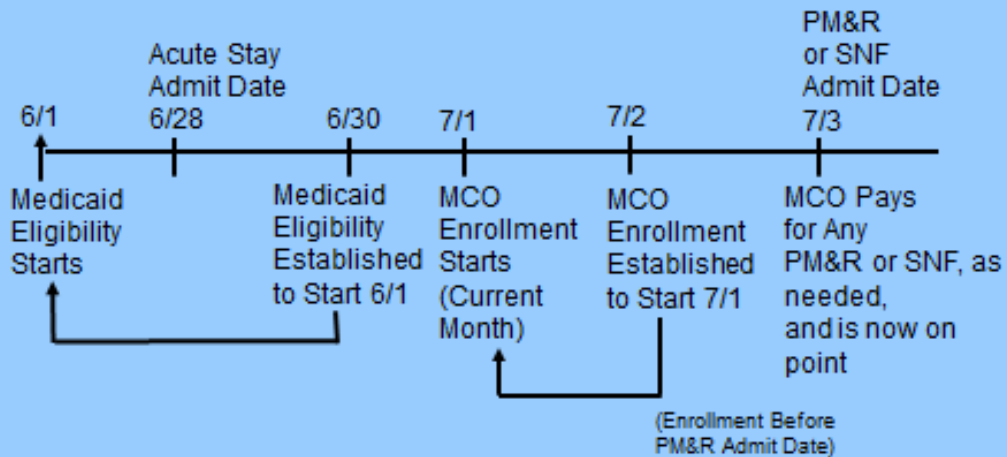 Acute Stay
Admit Date
PM&R
or SNF
Admit Date
6/1
6/28
6/30
7/1
7/2
7/3
Medicaid
Eligibility
Starts
Medicaid
Eligibility
Established
to Start 6/1
MCO
Enrollment
Starts
(Current
Month)
MCO
Enrollment
Established
to Start 7/1
MCO Pays
for Any
PM&R or SNF, as
needed,
and is now on
point
(Enrollment Before
PM&R Admit Date)